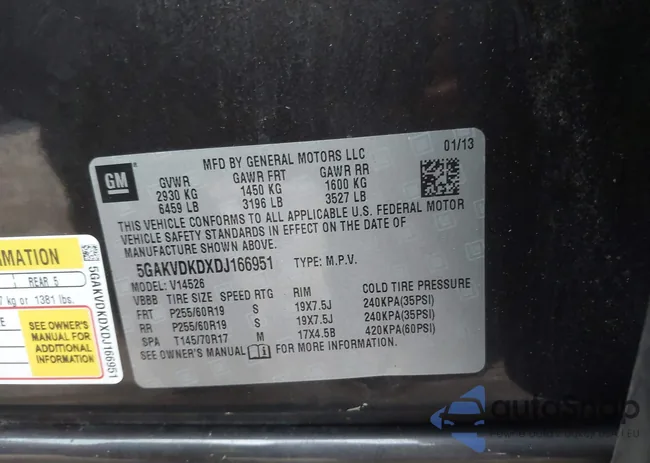 GM
MFD BY GENERAL MOTORS LLC
01/13
GVWR GAWR FRT GAWR RR
2930 KG 1450 KG 1600 KG
6459 LB 3196 LB 3527 LB
THIS VEHICLE CONFORMS TO ALL APPLICABLE U.S. FEDERAL MOTOR
VEHICLE SAFETY STANDARDS IN EFFECT ON THE DATE OF
MANUFACTURE SHOWN ABOVE.
5GAKVDKDXDJ166951 TYPE: M.P.V.
MODEL: V14526
VBBB TIRE SIZE SPEED RTG RIM COLD TIRE PRESSURE
FRT P255/60R19 S 19X7.5J 240KPA(35PSI)
RR P255/60R19 S 19X7.5J 240KPA(35PSI)
SPA T145/70R17 M 17X4.5B 420KPA(60PSI)
SEE OWNER'S MANUAL FOR MORE INFORMATION.
RMATION
REAR 5
7 kg or 1381 lbs.
RE
SEE OWNER'S
MANUAL FOR
ADDITIONAL
INFORMATION
5GAKVDKDXDJ166951
autoSnap